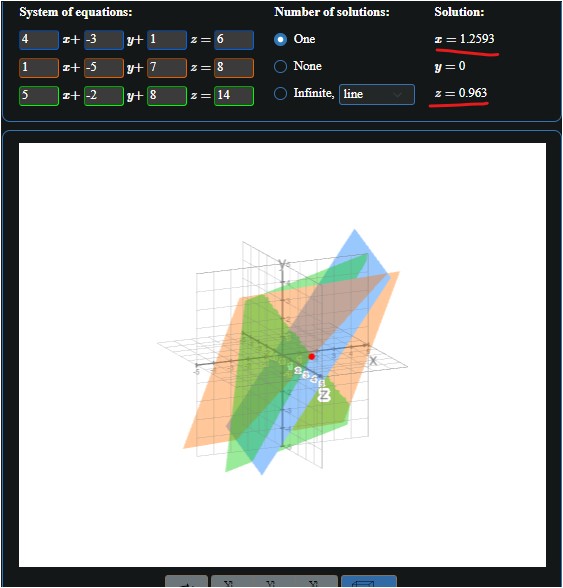 System of equations: Number of solutions: Solution:
4 x+ -3 y+ 1 z = 6 One x = 1.2593
1 x+ -5 y+ 7 z = 8 None y = 0
5 x+ -2 y+ 8 z = 14 Infinite, line z = 0.963
y
X
Z